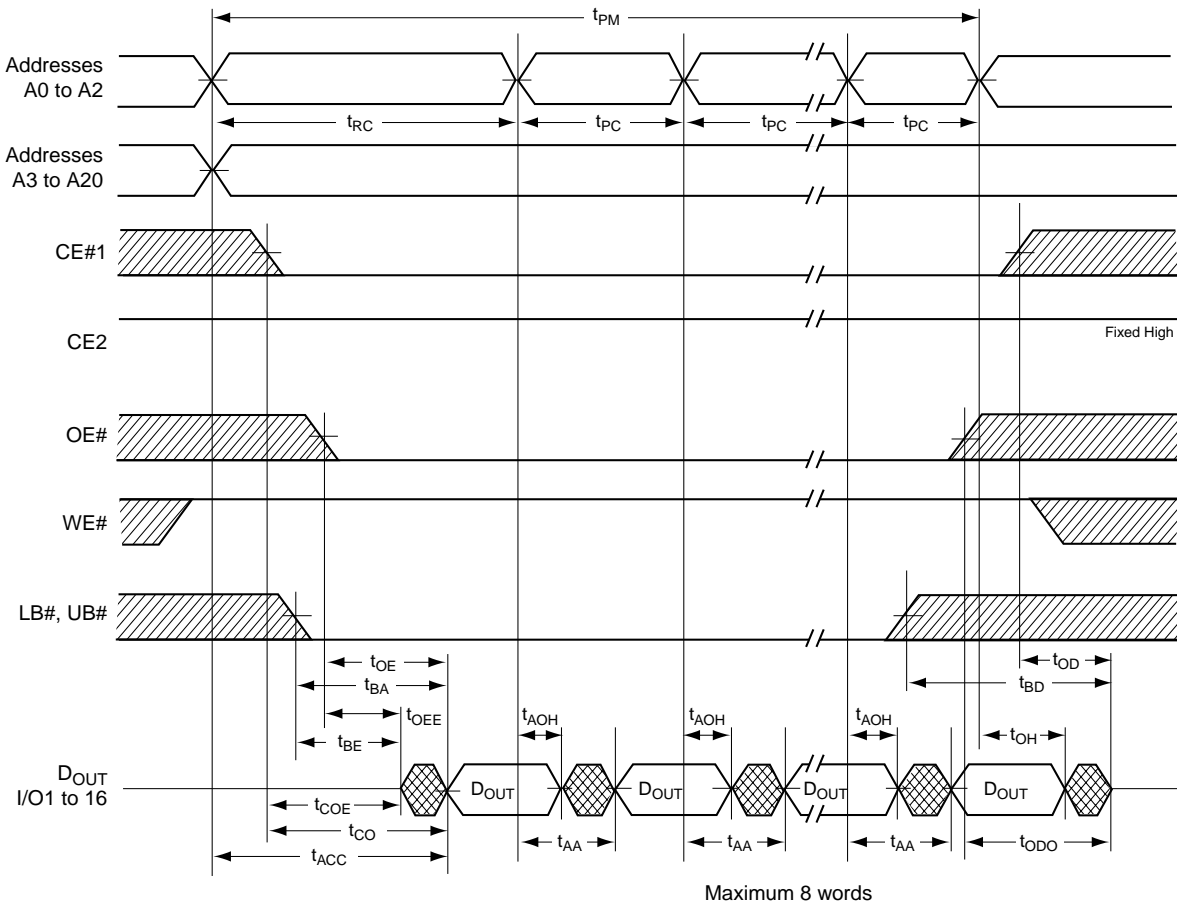 tPM
Addresses
A0 to A2
tRC
tPC
tPC
tPC
Addresses
A3 to A20
CE#1
CE2
Fixed High
OE#
WE#
LB#, UB#
tOE
tOD
tBA
tBD
tOEE
tAOH
tAOH
tAOH
tBE
tOH
DOUT
I/O1 to 16
DOUT
DOUT
DOUT
DOUT
tCOE
tCO
tACC
tAA
tAA
tAA
tODO
Maximum 8 words